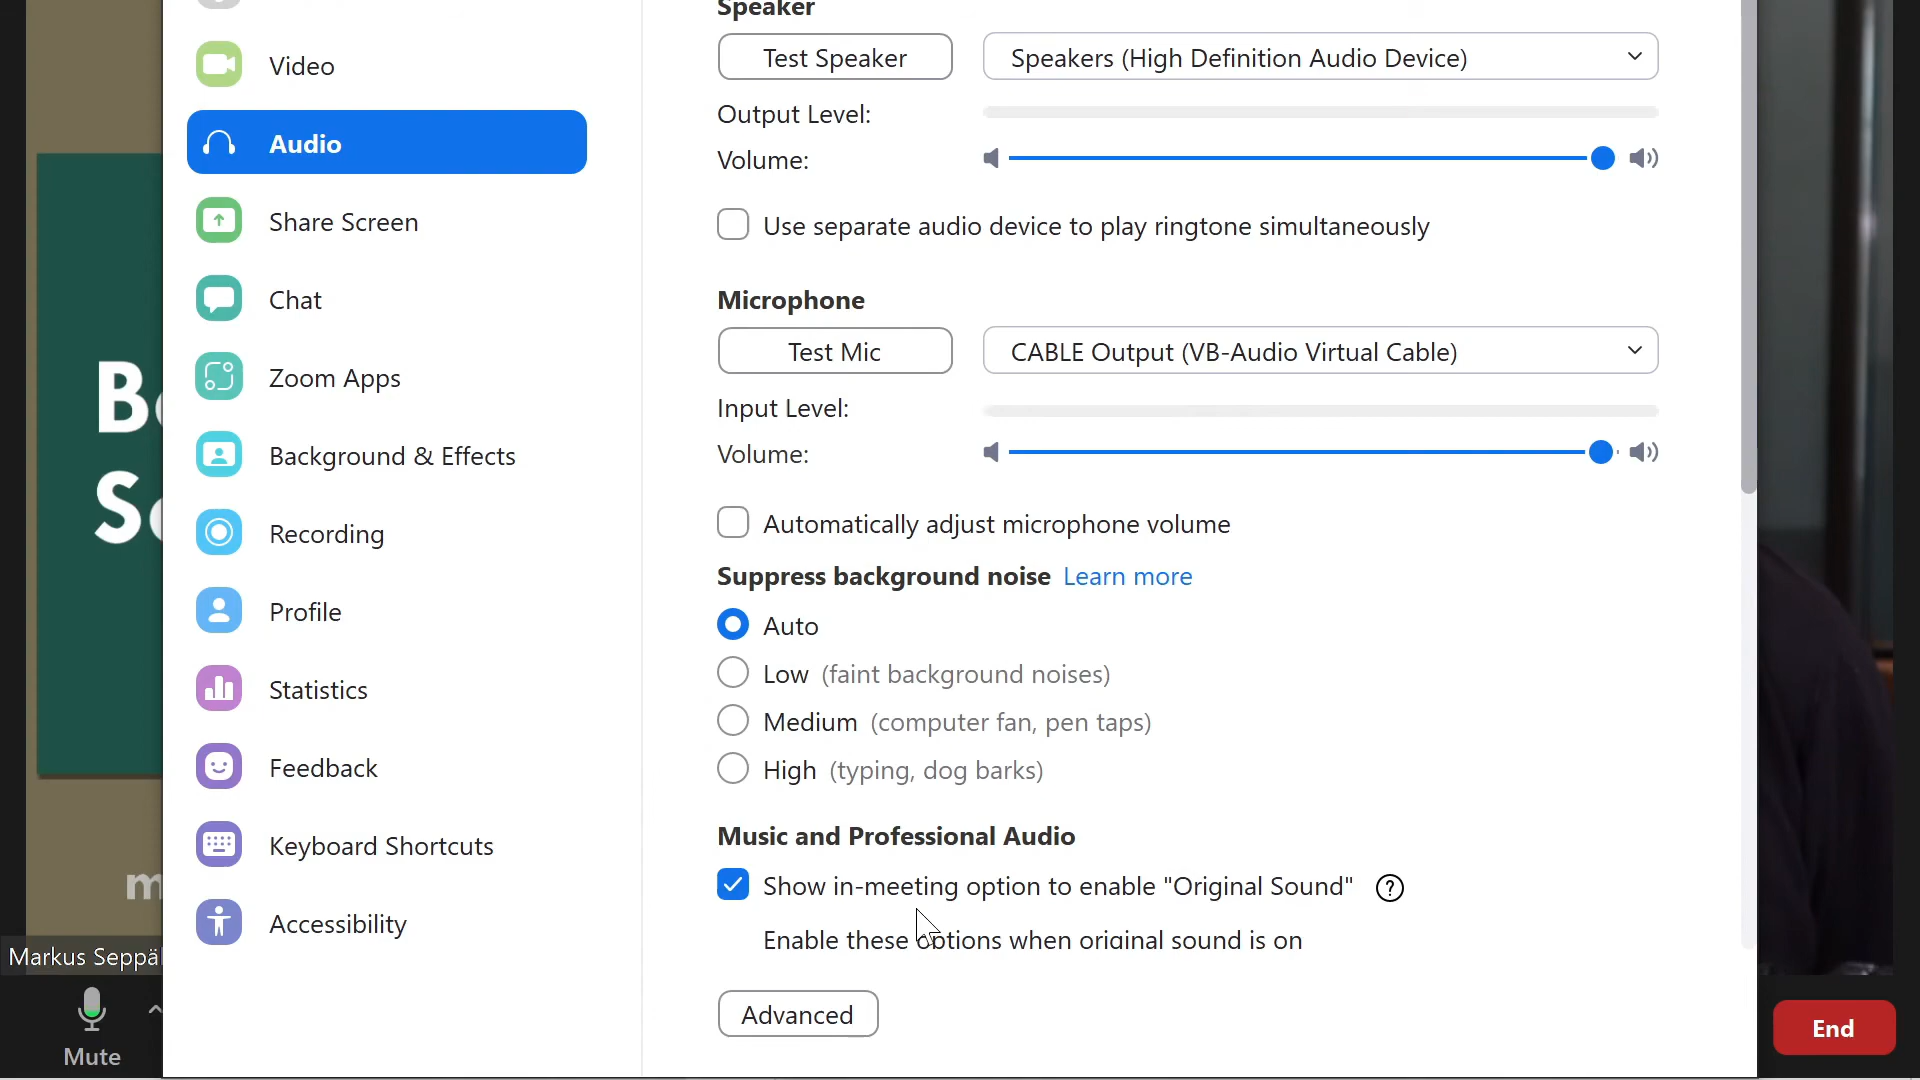 Speaker
Test Speaker
Speakers (High Definition Audio Device)
Output Level:
Volume:
Use separate audio device to play ringtone simultaneously
Microphone
Test Mic
CABLE Output (VB-Audio Virtual Cable)
Input Level:
Volume:
Automatically adjust microphone volume
Suppress background noise Learn more
Auto
Low (faint background noises)
Medium (computer fan, pen taps)
High (typing, dog barks)
Music and Professional Audio
Show in-meeting option to enable "Original Sound" ?
Enable these options when original sound is on
Advanced
Video
Audio
Share Screen
Chat
Zoom Apps
Background & Effects
Recording
Profile
Statistics
Feedback
Keyboard Shortcuts
Accessibility
Markus
Mute
End